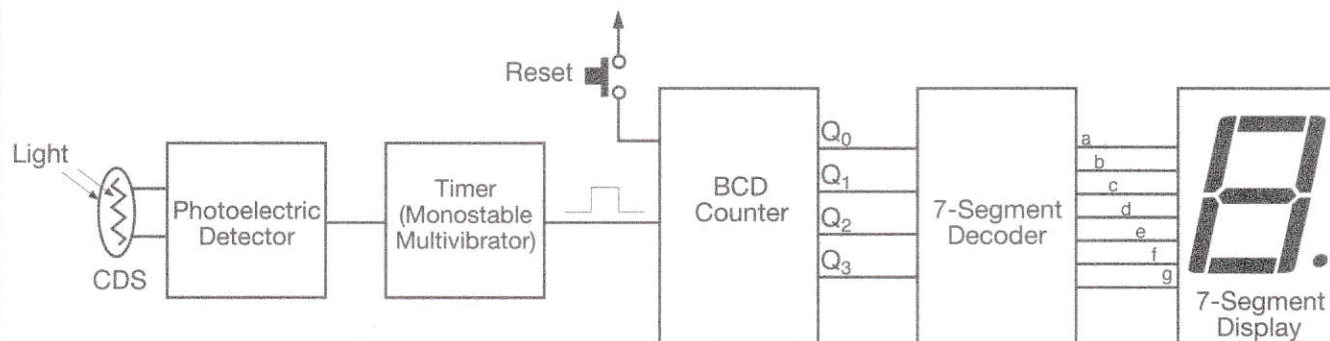 Reset
Light
CDS
Photoelectric
Detector
Timer
(Monostable
Multivibrator)
BCD
Counter
Q0
Q1
Q2
Q3
7-Segment
Decoder
a
b
c
d
e
f
g
7-Segment
Display